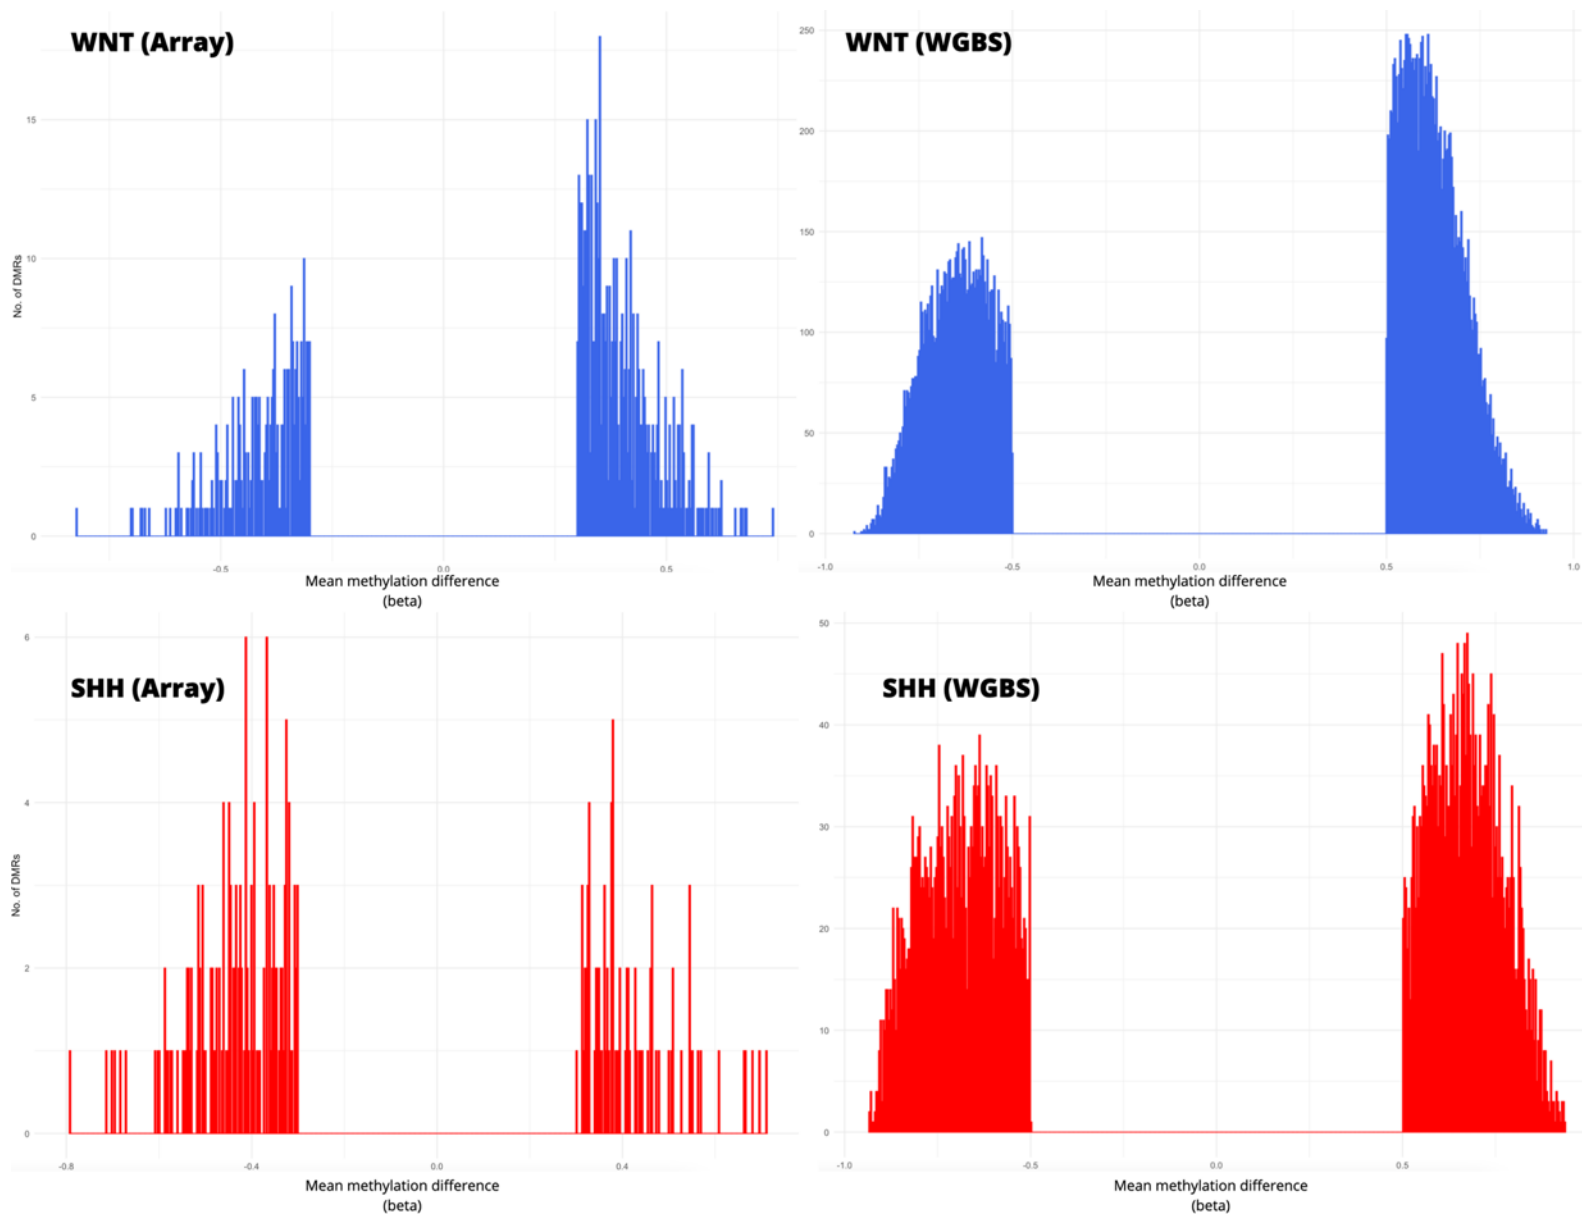 WNT (Array)
No. of DMRs
15
10
5
0
-0.5
0.0
0.5
Mean methylation difference
(beta)
WNT (WGBS)
250
200
150
100
50
0
-1.0
-0.5
0.0
0.5
1.0
Mean methylation difference
(beta)
SHH (Array)
No. of DMRs
6
4
2
0
-0.8
-0.4
0.0
0.4
Mean methylation difference
(beta)
SHH (WGBS)
50
40
30
20
10
0
-1.0
-0.5
0.0
0.5
Mean methylation difference
(beta)